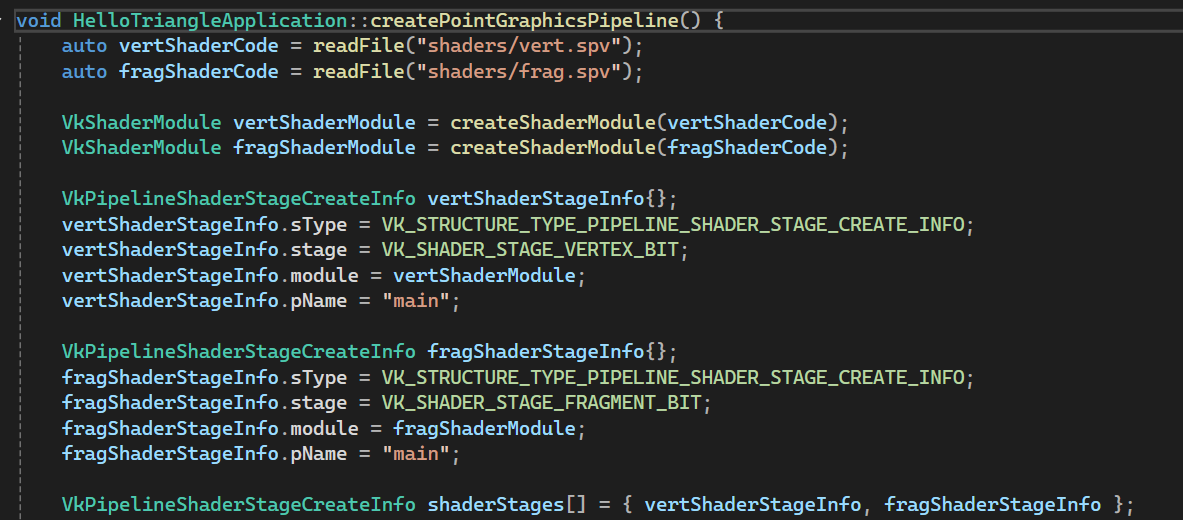 void HelloTriangleApplication::createPointGraphicsPipeline() {
    auto vertShaderCode = readFile("shaders/vert.spv");
    auto fragShaderCode = readFile("shaders/frag.spv");

    VkShaderModule vertShaderModule = createShaderModule(vertShaderCode);
    VkShaderModule fragShaderModule = createShaderModule(fragShaderCode);

    VkPipelineShaderStageCreateInfo vertShaderStageInfo{};
    vertShaderStageInfo.sType = VK_STRUCTURE_TYPE_PIPELINE_SHADER_STAGE_CREATE_INFO;
    vertShaderStageInfo.stage = VK_SHADER_STAGE_VERTEX_BIT;
    vertShaderStageInfo.module = vertShaderModule;
    vertShaderStageInfo.pName = "main";

    VkPipelineShaderStageCreateInfo fragShaderStageInfo{};
    fragShaderStageInfo.sType = VK_STRUCTURE_TYPE_PIPELINE_SHADER_STAGE_CREATE_INFO;
    fragShaderStageInfo.stage = VK_SHADER_STAGE_FRAGMENT_BIT;
    fragShaderStageInfo.module = fragShaderModule;
    fragShaderStageInfo.pName = "main";

    VkPipelineShaderStageCreateInfo shaderStages[] = { vertShaderStageInfo, fragShaderStageInfo };